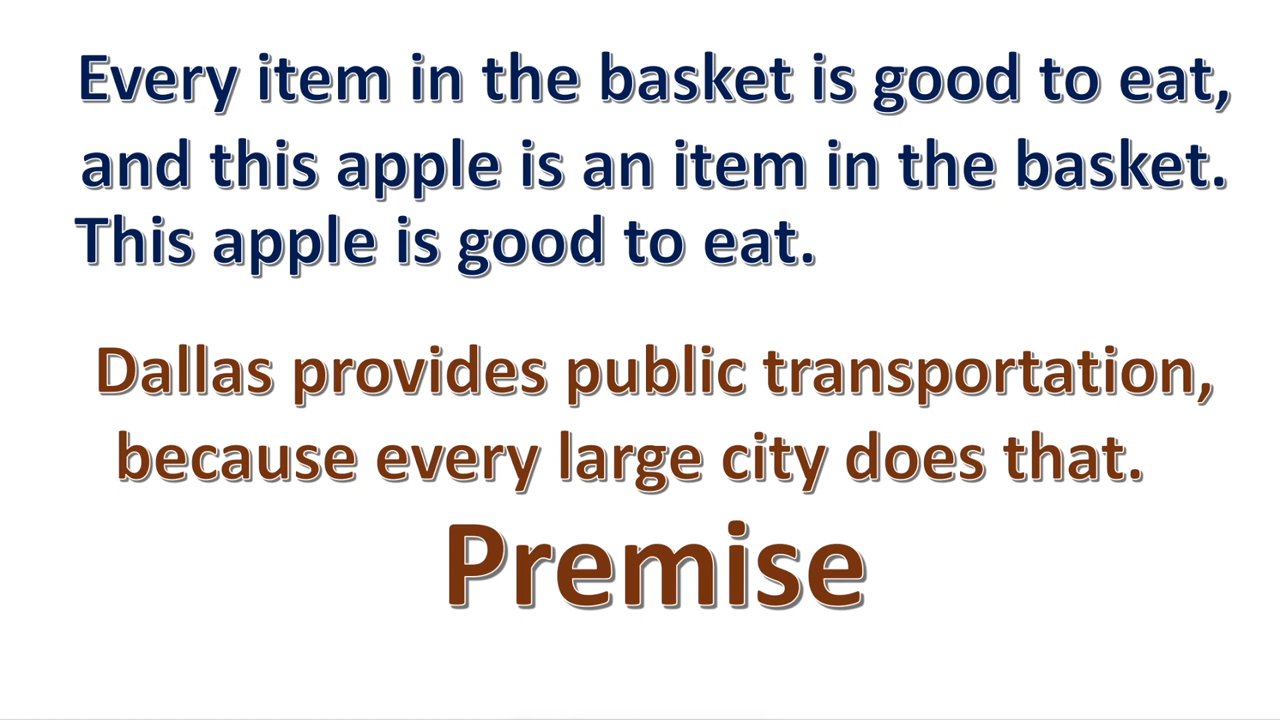 Every item in the basket is good to eat,
and this apple is an item in the basket.
This apple is good to eat.
Dallas provides public transportation,
because every large city does that.
Premise